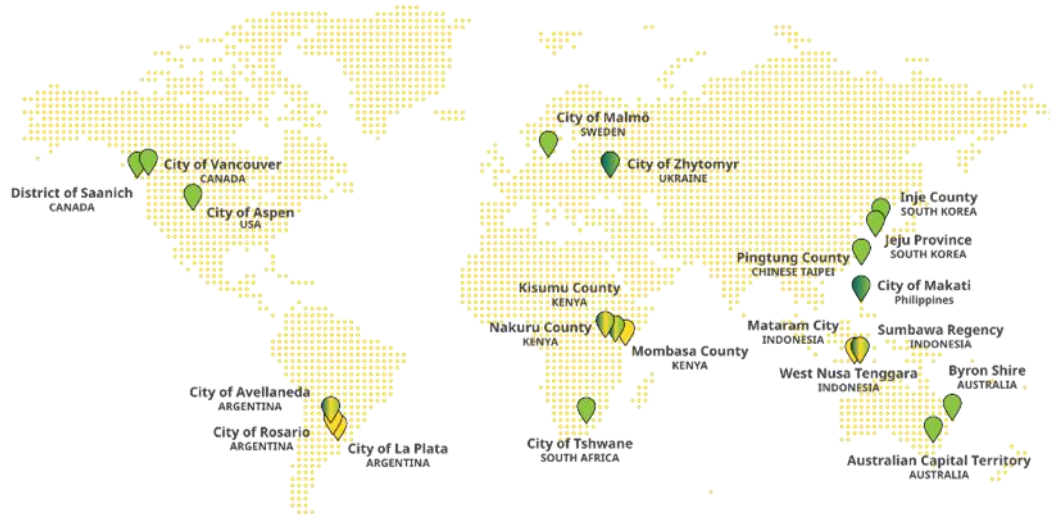 City of Malmö
SWEDEN
City of Vancouver
CANADA
City of Zhytomyr
UKRAINE
District of Saanich
CANADA
City of Aspen
USA
Inje County
SOUTH KOREA
Jeju Province
SOUTH KOREA
Pingtung County
CHINESE TAIPEI
Kisumu County
KENYA
City of Makati
Philippines
Nakuru County
KENYA
Mataram City
INDONESIA
Sumbawa Regency
INDONESIA
Mombasa County
KENYA
West Nusa Tenggara
INDONESIA
Byron Shire
AUSTRALIA
City of Avellaneda
ARGENTINA
City of Rosario
ARGENTINA
City of La Plata
ARGENTINA
City of Tshwane
SOUTH AFRICA
Australian Capital Territory
AUSTRALIA